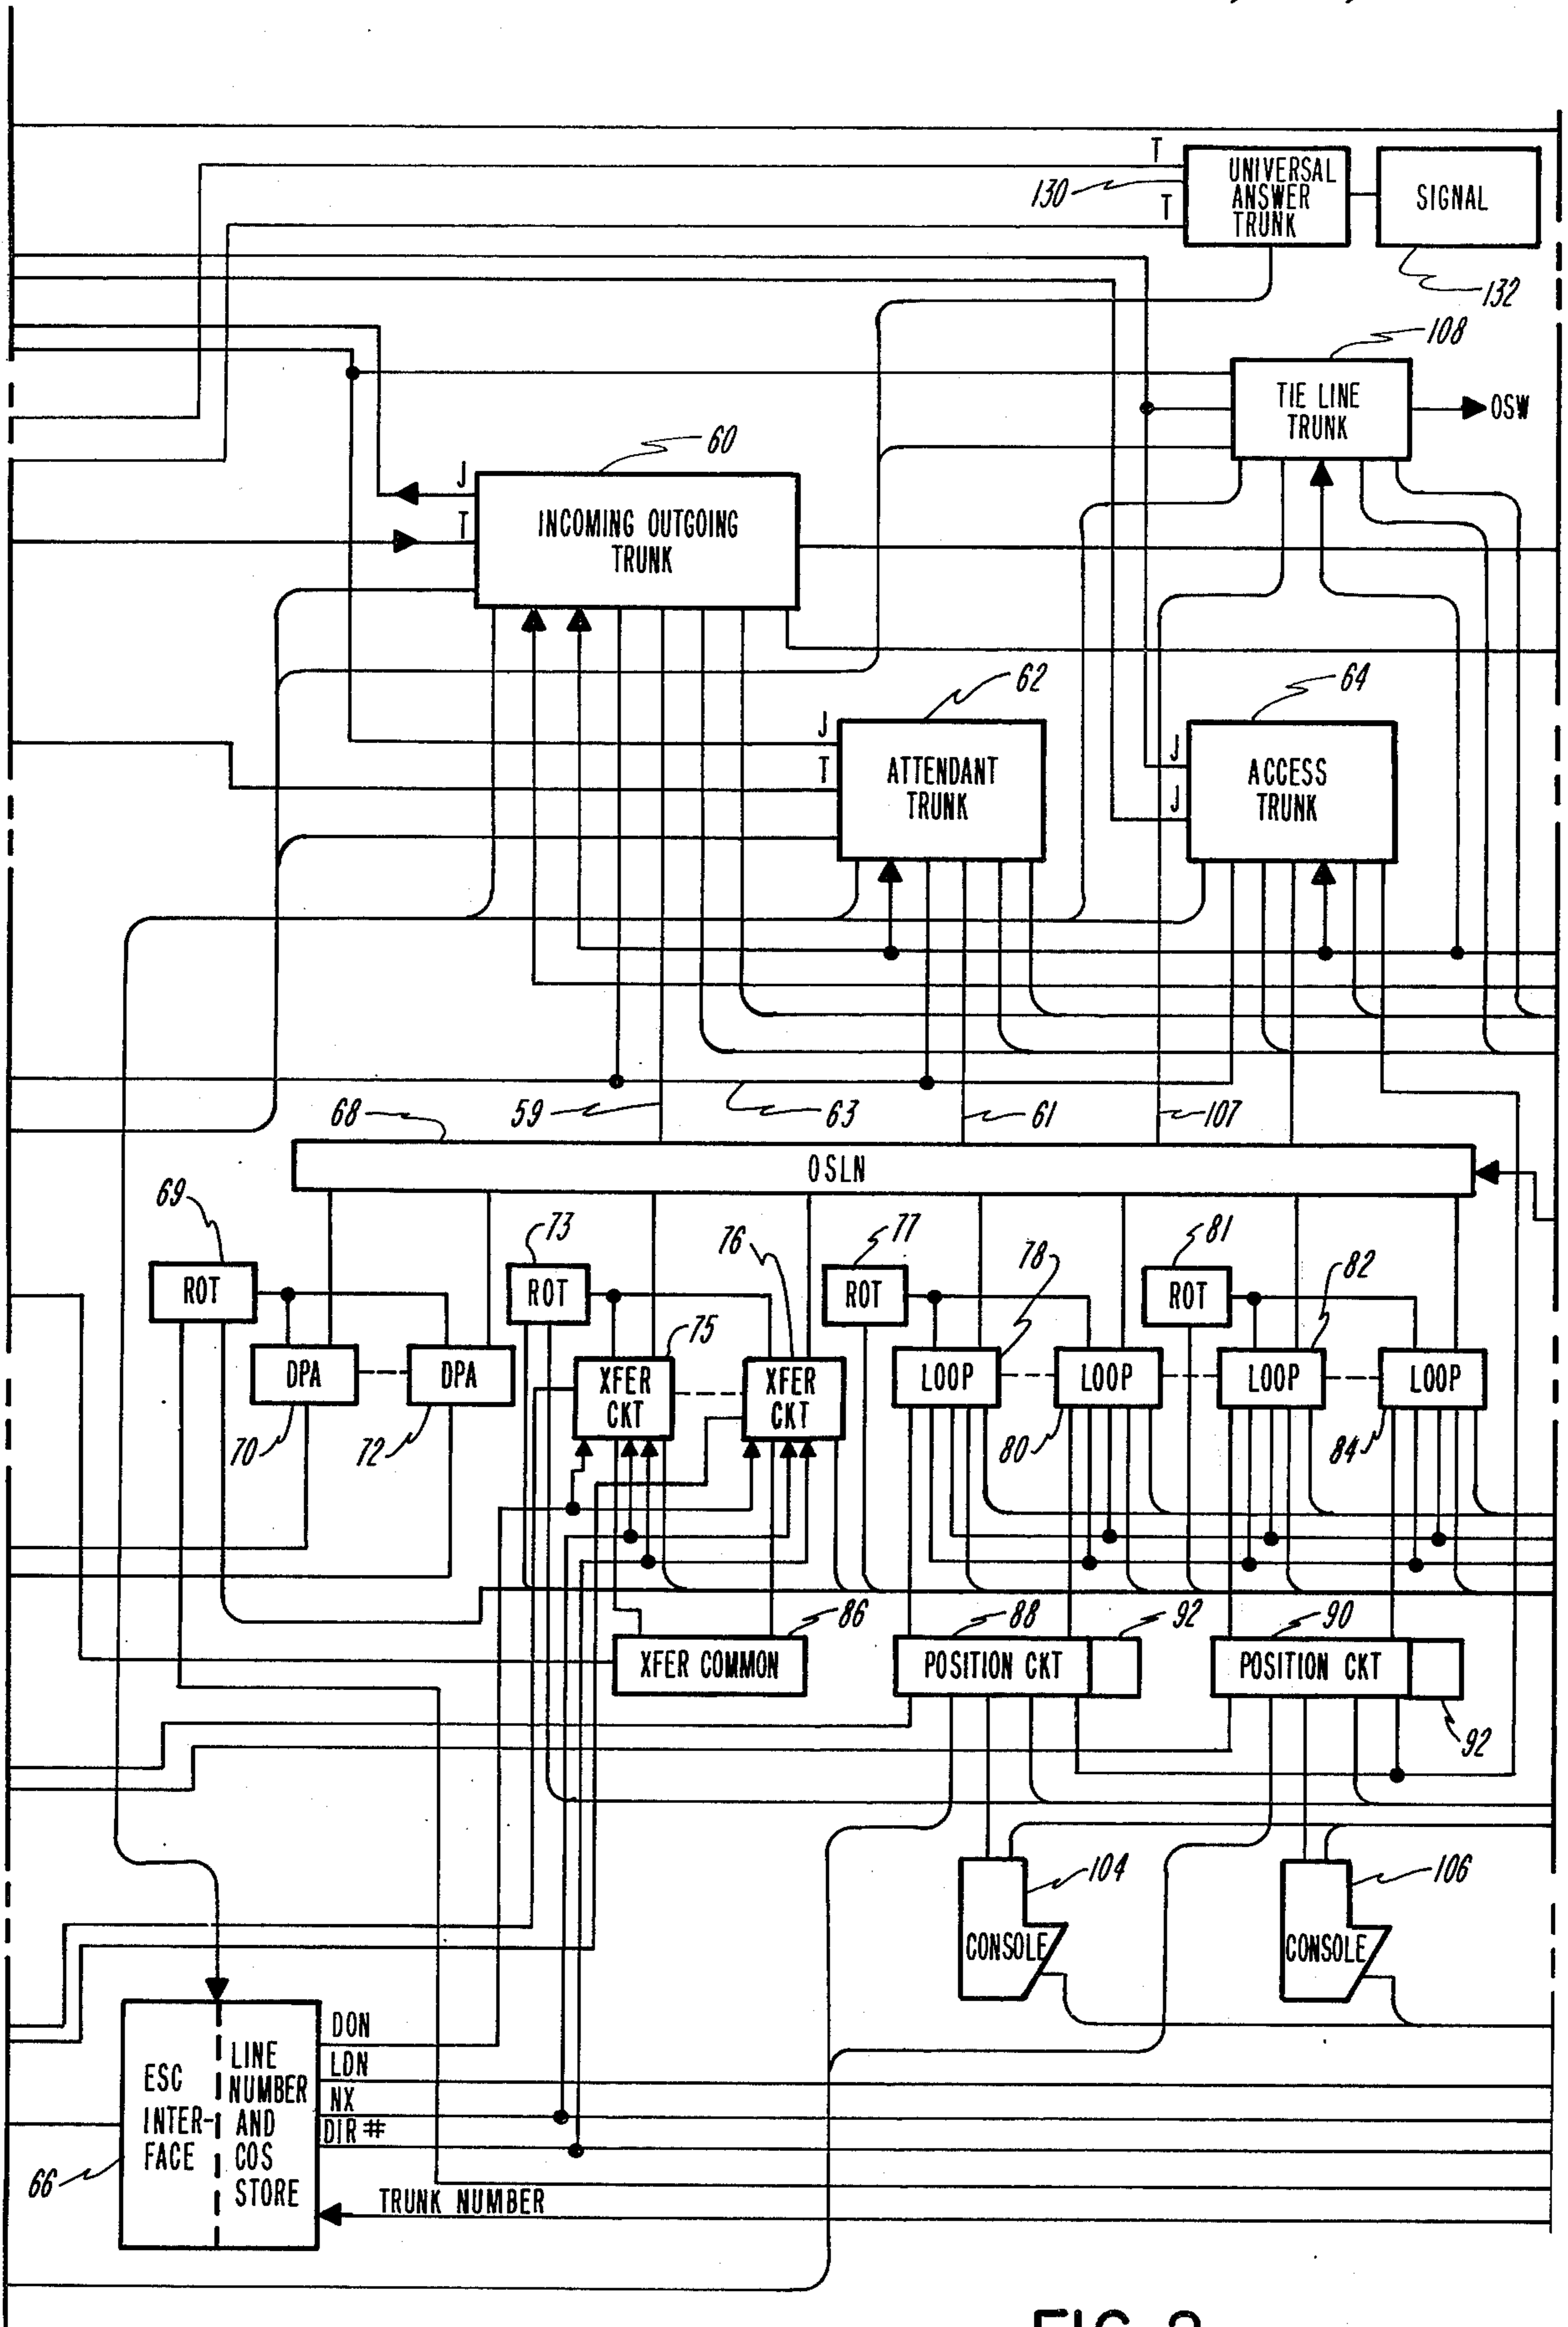 T
UNIVERSAL
ANSWER
TRUNK
SIGNAL
130
T
132
108
TIE LINE
TRUNK
OSW
60
J
T
INCOMING OUTGOING
TRUNK
62
64
J
T
ATTENDANT
TRUNK
J
J
ACCESS
TRUNK
68
59
63
61
107
OSLN
69
73
76
77
78
81
82
ROT
ROT
ROT
ROT
75
DPA
DPA
XFER
CKT
XFER
CKT
LOOP
LOOP
LOOP
LOOP
70
72
80
84
86
88
92
90
XFER COMMON
POSITION CKT
POSITION CKT
92
104
106
CONSOLE
CONSOLE
ESC
INTER-
FACE
LINE
NUMBER
AND
COS
STORE
DON
LDN
NX
DIR #
66
TRUNK NUMBER